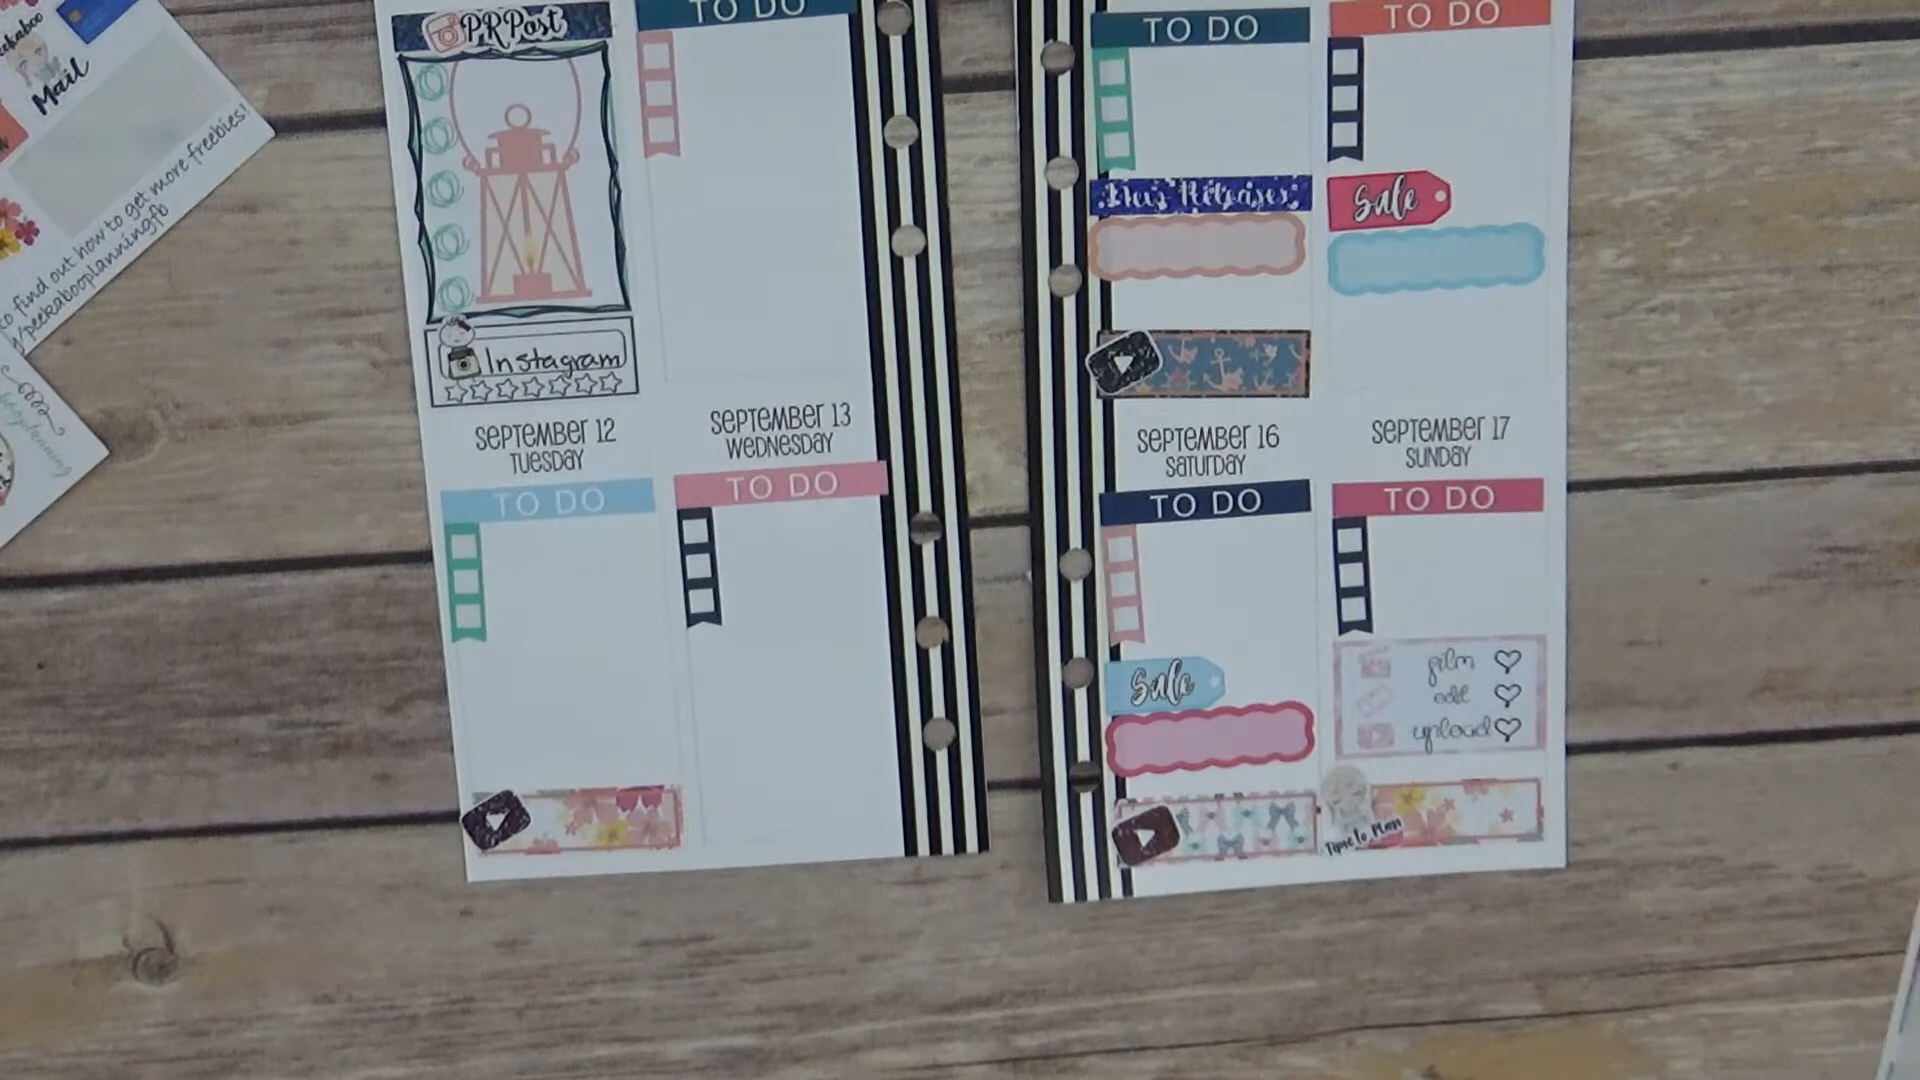 Mail
to find out how to get more freebies!
/peekabooplanningfb
PR Post
TO DO
Instagram
SEPTEMBER 12
TUESDAY
TO DO
SEPTEMBER 13
WEDNESDAY
TO DO
TO DO
New Releases
TO DO
Sale
SEPTEMBER 16
SATURDAY
TO DO
Sale
SEPTEMBER 17
SUNDAY
TO DO
film
edit
upload
Time to Plan